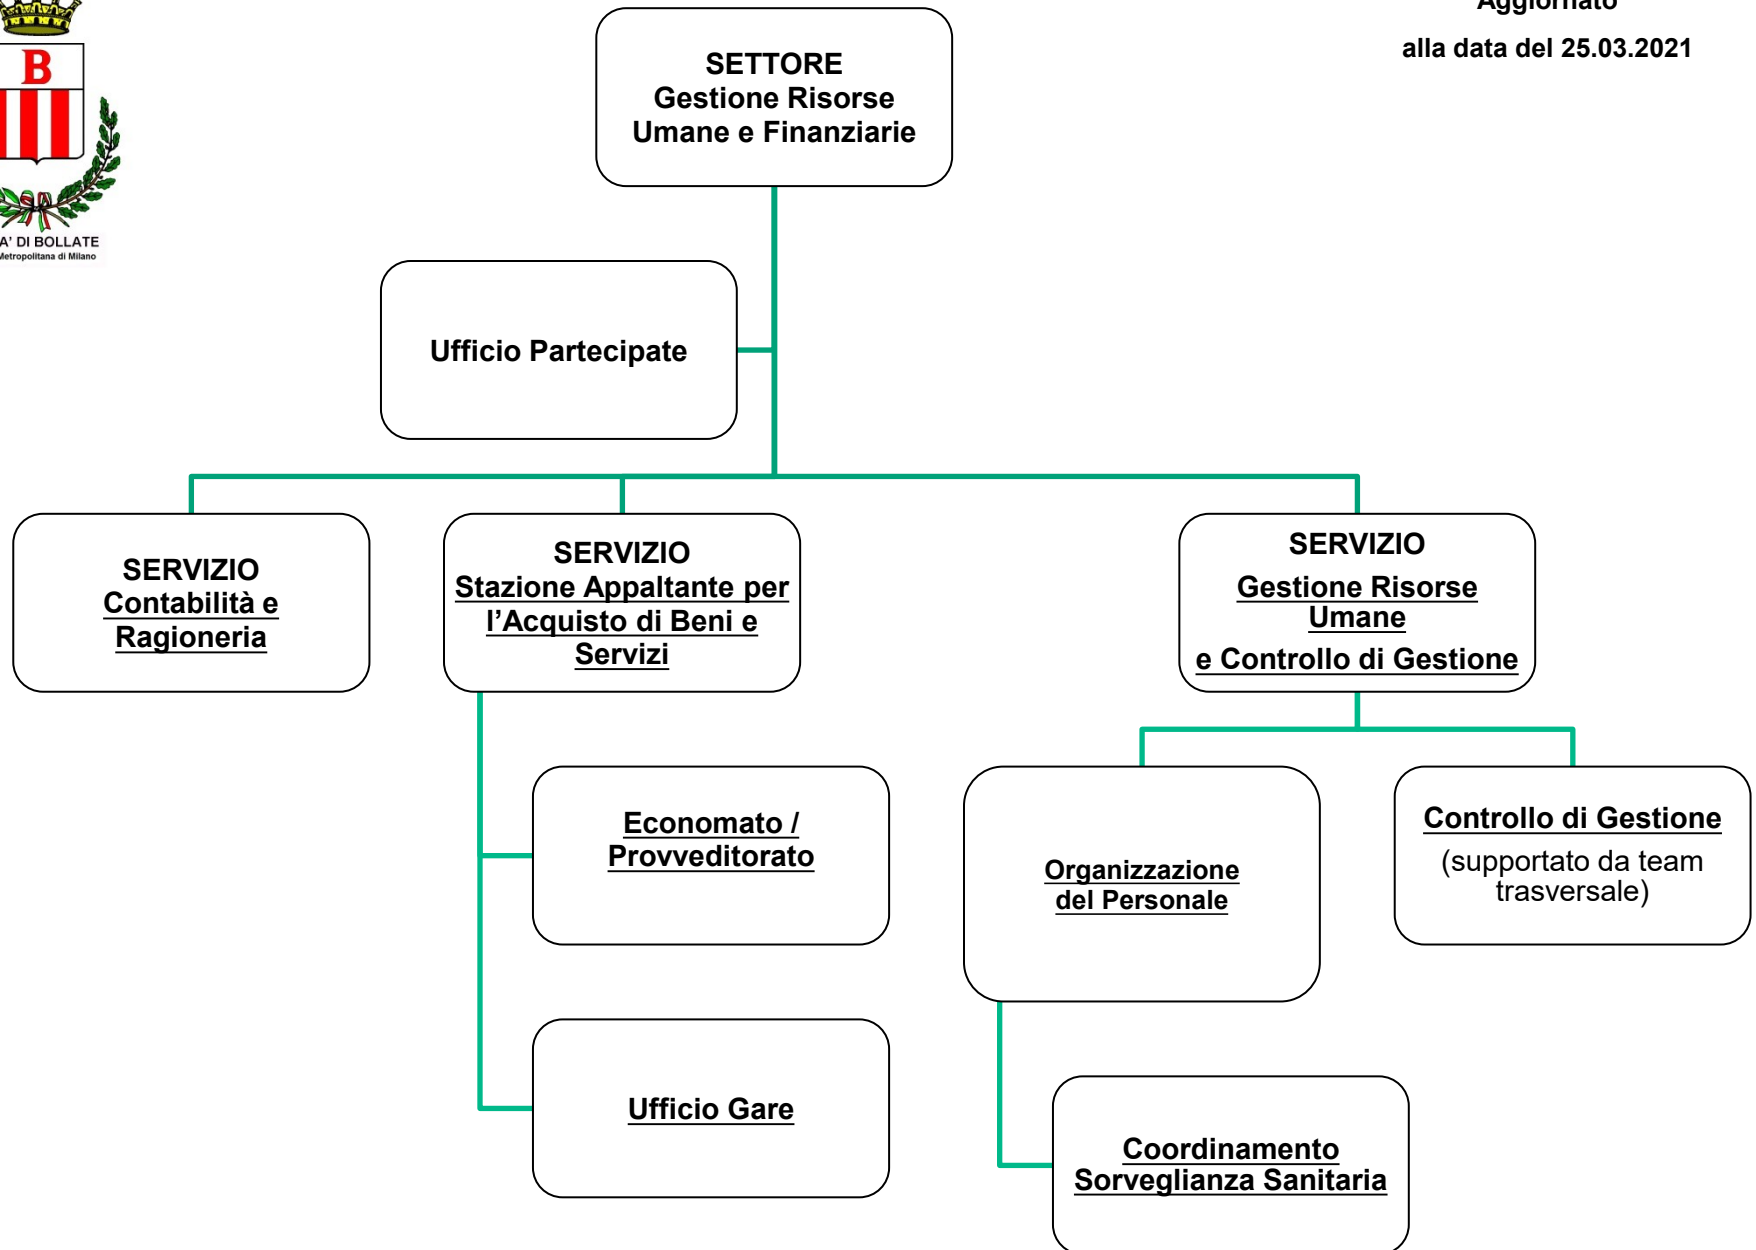 Aggiornato
alla data del 25.03.2021
B
A' DI BOLLATE
Metropolitana di Milano
SETTORE
Gestione Risorse
Umane e Finanziarie
Ufficio Partecipate
SERVIZIO
Contabilità e
Ragioneria
SERVIZIO
Stazione Appaltante per
l’Acquisto di Beni e
Servizi
SERVIZIO
Gestione Risorse
Umane
e Controllo di Gestione
Economato /
Provveditorato
Organizzazione
del Personale
Controllo di Gestione
(supportato da team
trasversale)
Ufficio Gare
Coordinamento
Sorveglianza Sanitaria